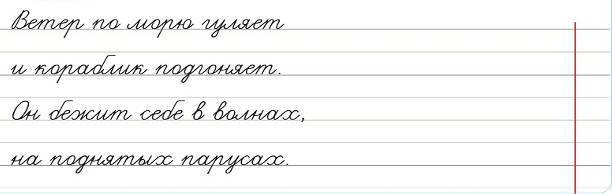 Ветер по морю гуляет
и кораблик подгоняет.
Он бежит себе в волнах,
на поднятых парусах.